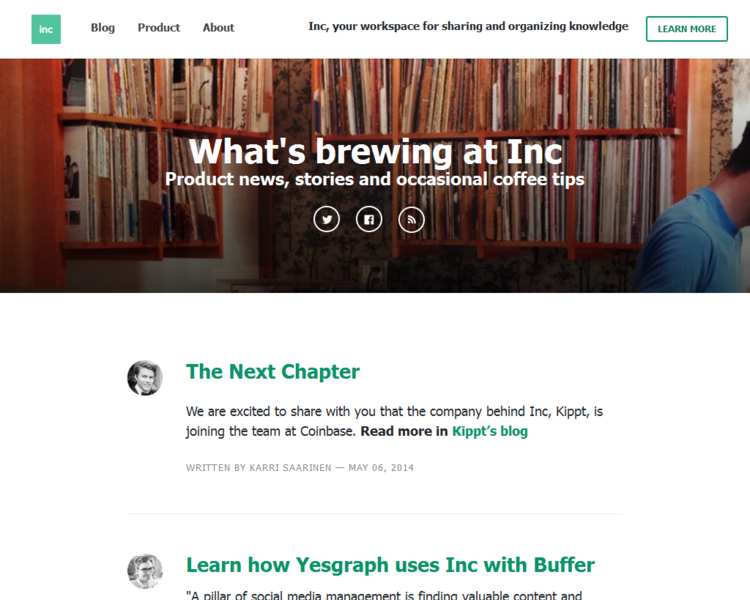 inc
Blog
Product
About
Inc, your workspace for sharing and organizing knowledge
LEARN MORE
What's brewing at Inc
Product news, stories and occasional coffee tips
The Next Chapter
We are excited to share with you that the company behind Inc, Kippt, is
joining the team at Coinbase. Read more in Kippt’s blog
WRITTEN BY KARRI SAARINEN — MAY 06, 2014
Learn how Yesgraph uses Inc with Buffer
"A pillar of social media management is finding valuable content and